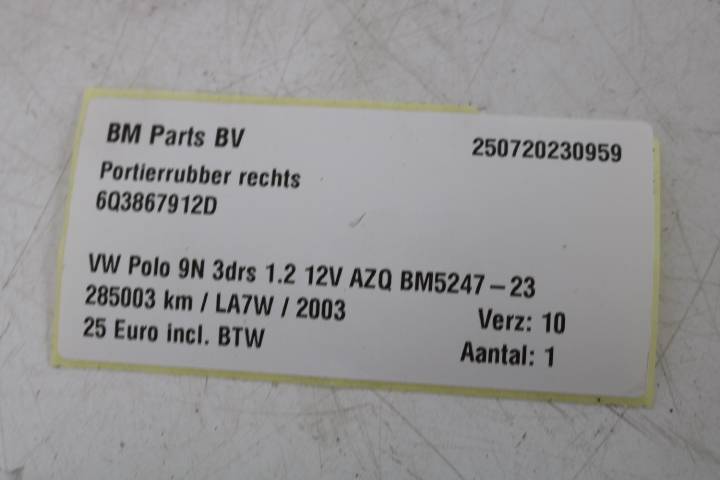 BM Parts BV
250720230959
Portierrubber rechts
6Q3867912D
VW Polo 9N 3drs 1.2 12V AZQ BM5247-23
285003 km / LA7W / 2003
Verz: 10
25 Euro incl. BTW
Aantal: 1